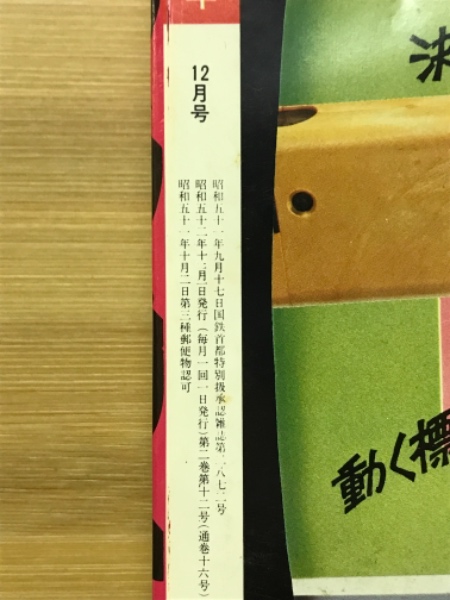 12月号
昭和五十一年九月十七日国鉄首都特別扱承認雑誌第二八七二号
昭和五十二年十二月一日発行(毎月一回一日発行)第二巻第十二号(通巻十六号)
昭和五十一年十月二日第三種郵便物認可
決
動く標